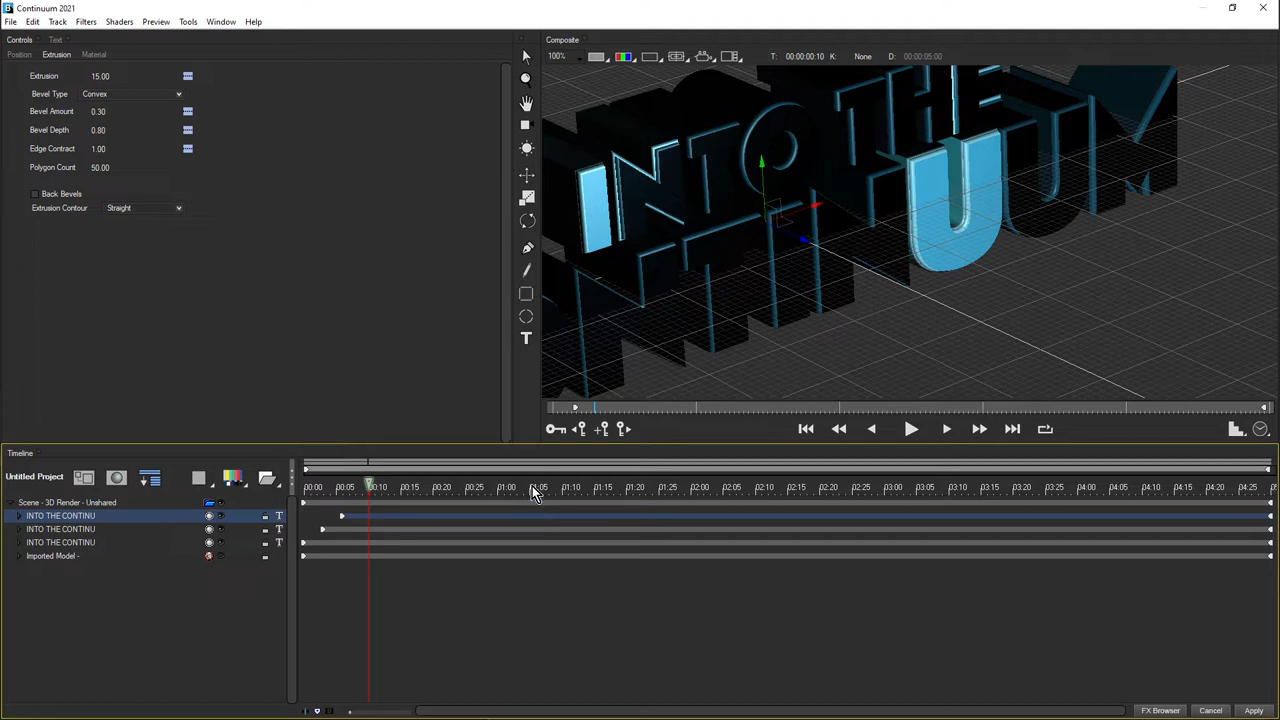 Continuum 2021
File Edit Track Filters Shaders Preview Tools Window Help
Controls Text
Position Extrusion Material
Extrusion 15.00
Bevel Type Convex
Bevel Amount 0.30
Bevel Depth 0.80
Edge Contract 1.00
Polygon Count 50.00
Back Bevels
Extrusion Contour Straight
Composite
100% T: 00:00:00:10 K: None D: 00:00:05:00
INTO THE
U
Timeline
Untitled Project
00:00 00:05 00:10 00:15 00:20 00:25 01:00 01:05 01:10 01:15 01:20 01:25 02:00 02:05 02:10 02:15 02:20 02:25 03:00 03:05 03:10 03:15 03:20 03:25 04:00 04:05 04:10 04:15 04:20 04:25
Scene - 3D Render - Unshared
INTO THE CONTINU T
INTO THE CONTINU T
INTO THE CONTINU T
Imported Model -
FX Browser Cancel Apply